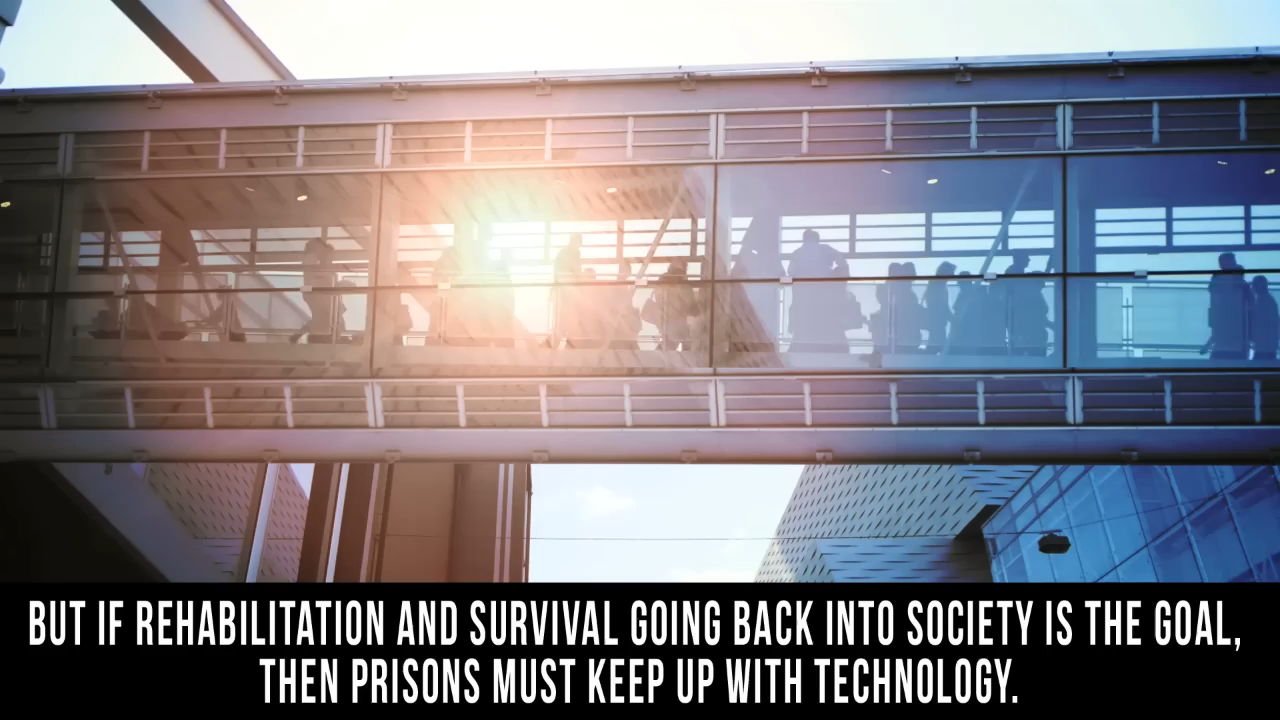 BUT IF REHABILITATION AND SURVIVAL GOING BACK INTO SOCIETY IS THE GOAL,
THEN PRISONS MUST KEEP UP WITH TECHNOLOGY.